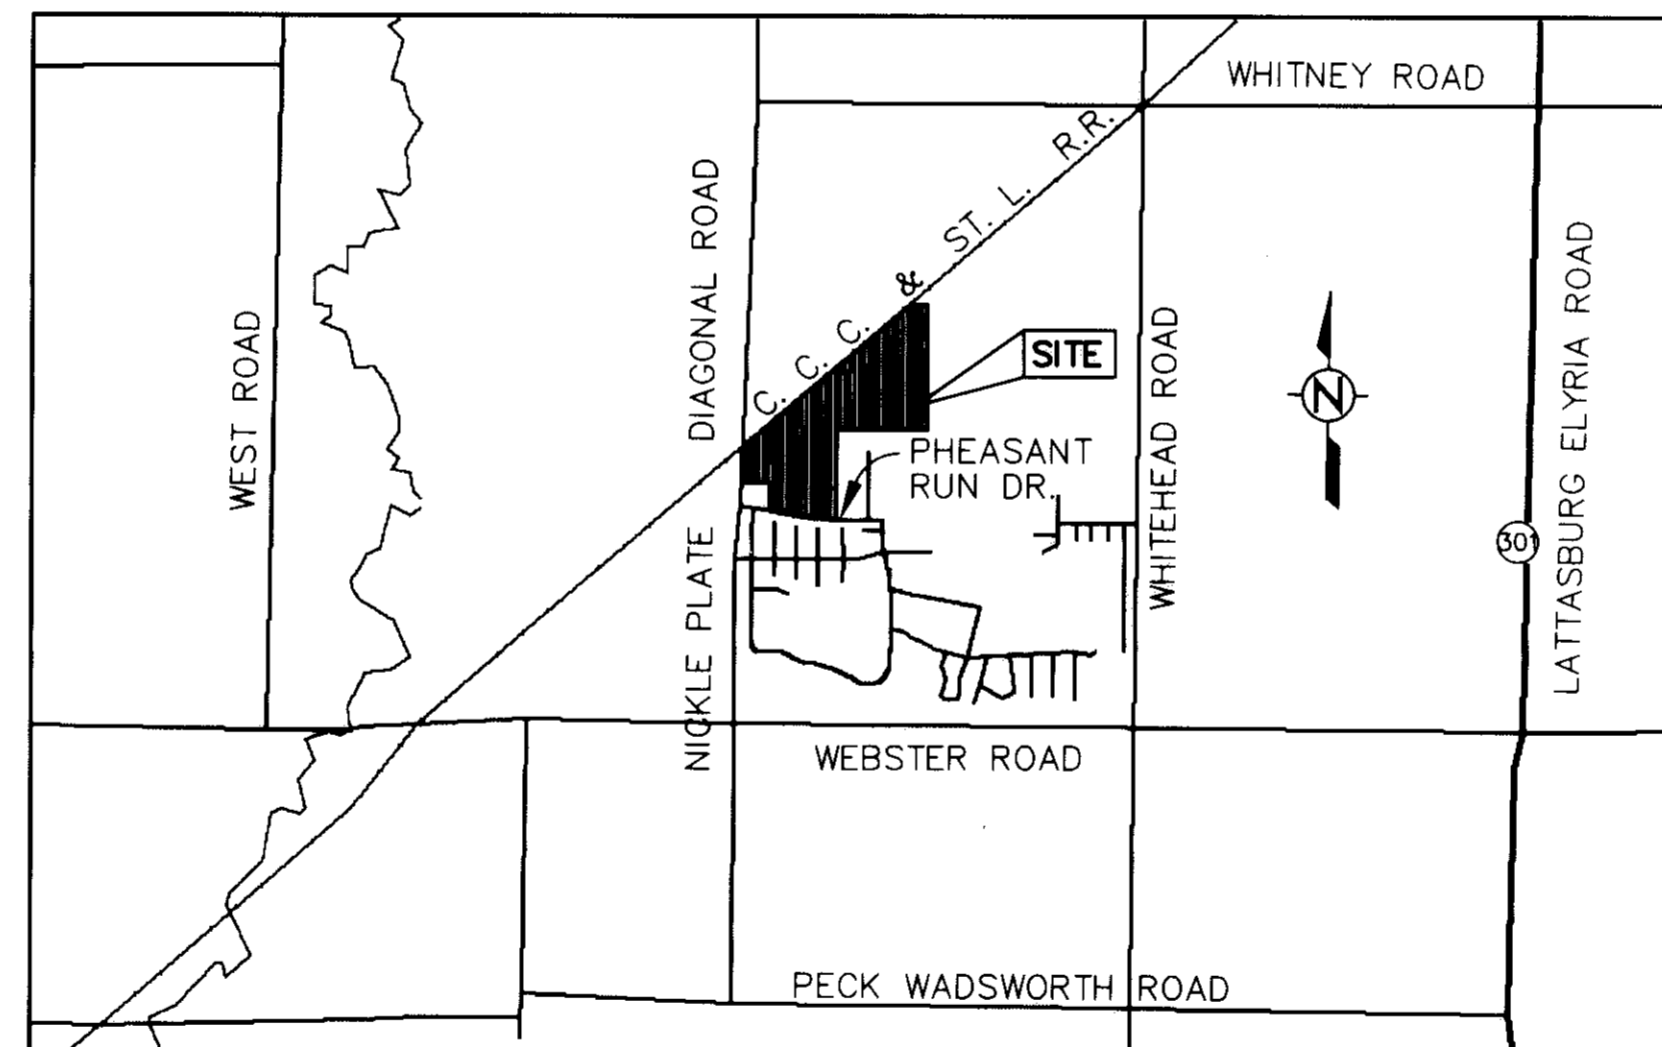 WHITNEY ROAD
C. C. C. & ST. L. R.R.
NICKLE PLATE DIAGONAL ROAD
WEST ROAD
SITE
WHITEHEAD ROAD
N
LATTASBURG ELYRIA ROAD
PHEASANT
RUN DR.
301
WEBSTER ROAD
PECK WADSWORTH ROAD